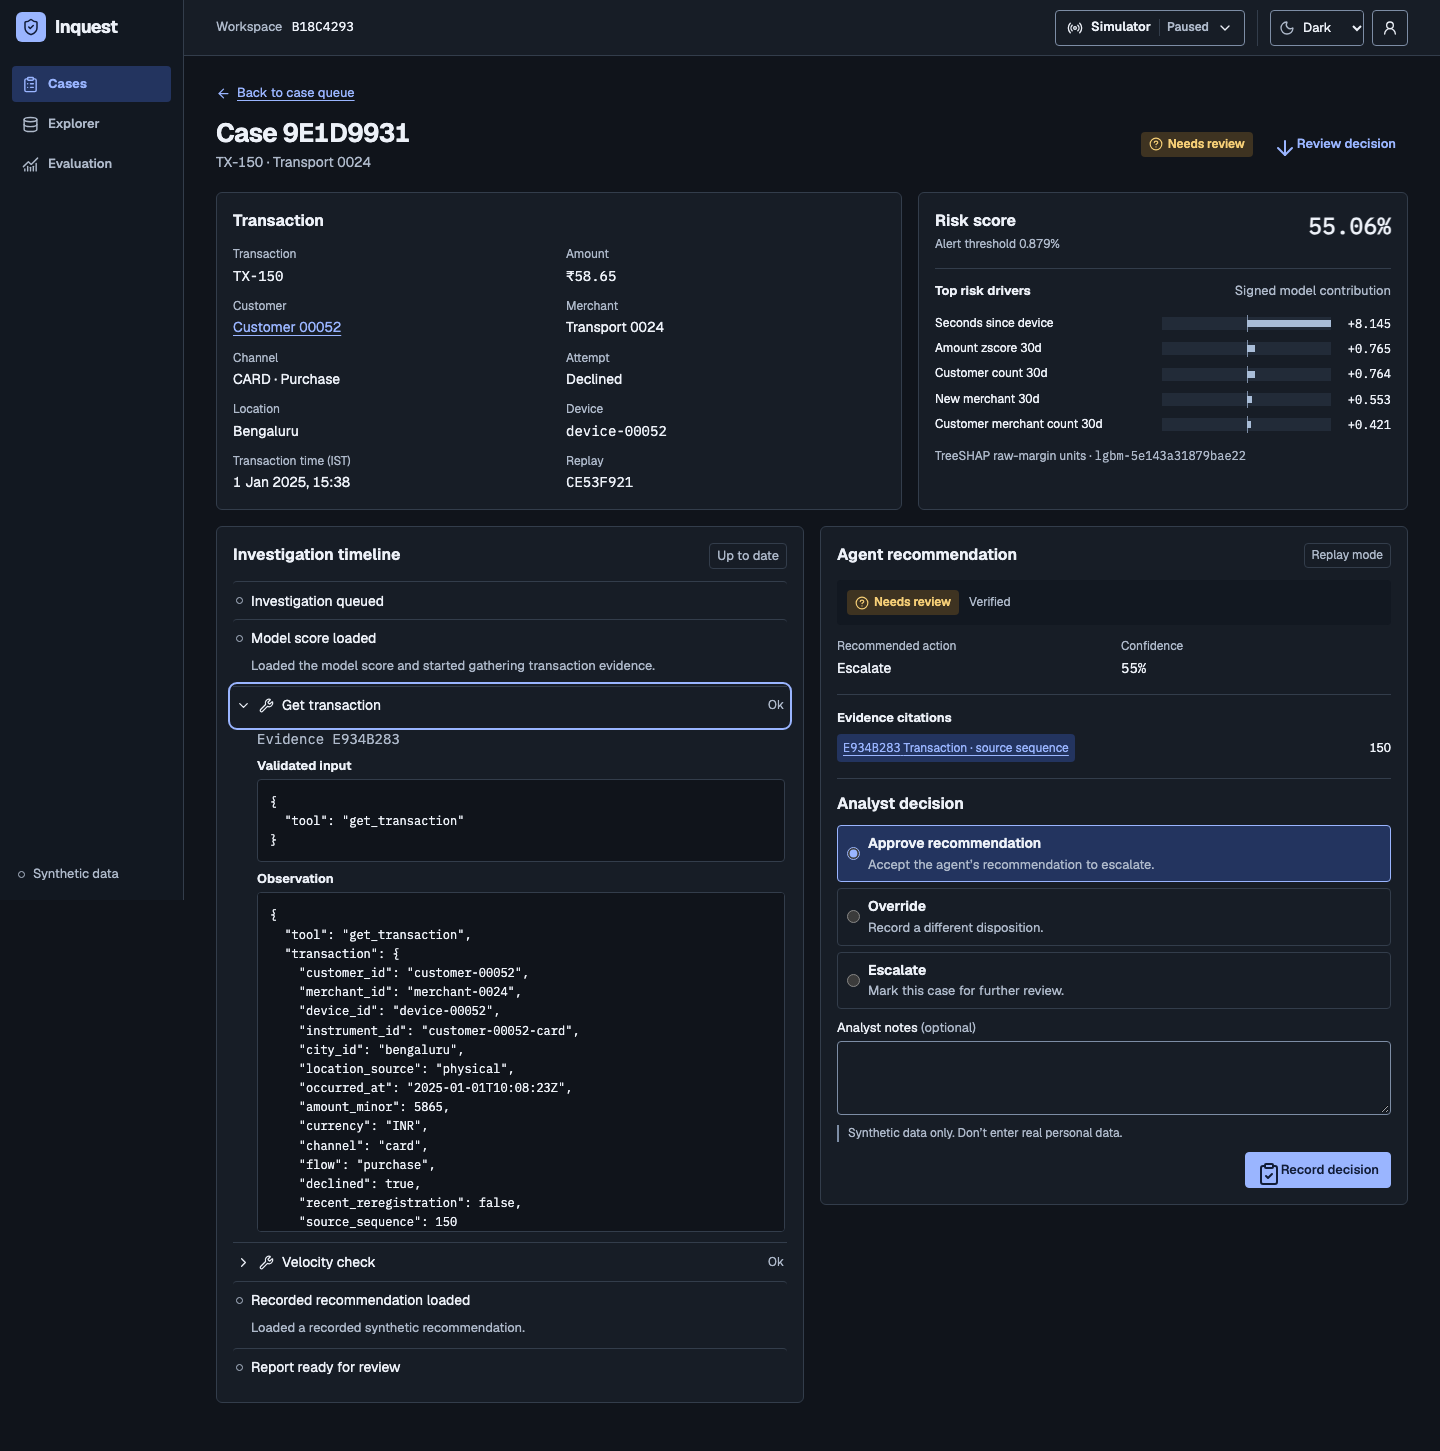 Inquest
Workspace B18C4293
Simulator Paused
Dark
Cases
Explorer
Evaluation
Synthetic data
Back to case queue
Case 9E1D9931
TX-150 · Transport 0024
Needs review
Review decision
Transaction
Transaction
TX-150
Amount
₹58.65
Customer
Customer 00052
Merchant
Transport 0024
Channel
CARD · Purchase
Attempt
Declined
Location
Bengaluru
Device
device-00052
Transaction time (IST)
1 Jan 2025, 15:38
Replay
CE53F921
Risk score
55.06%
Alert threshold 0.879%
Top risk drivers
Signed model contribution
Seconds since device +8.145
Amount zscore 30d +0.765
Customer count 30d +0.764
New merchant 30d +0.553
Customer merchant count 30d +0.421
TreeSHAP raw-margin units · lgbm-5e143a31879bae22
Investigation timeline
Up to date
Investigation queued
Model score loaded
Loaded the model score and started gathering transaction evidence.
Get transaction Ok
Evidence E934B283
Validated input
{
"tool": "get_transaction"
}
Observation
{
"tool": "get_transaction",
"transaction": {
"customer_id": "customer-00052",
"merchant_id": "merchant-0024",
"device_id": "device-00052",
"instrument_id": "customer-00052-card",
"city_id": "bengaluru",
"location_source": "physical",
"occurred_at": "2025-01-01T10:08:23Z",
"amount_minor": 5865,
"currency": "INR",
"channel": "card",
"flow": "purchase",
"declined": true,
"recent_reregistration": false,
"source_sequence": 150
Velocity check Ok
Recorded recommendation loaded
Loaded a recorded synthetic recommendation.
Report ready for review
Agent recommendation
Replay mode
Needs review Verified
Recommended action
Escalate
Confidence
55%
Evidence citations
E934B283 Transaction · source sequence 150
Analyst decision
Approve recommendation
Accept the agent's recommendation to escalate.
Override
Record a different disposition.
Escalate
Mark this case for further review.
Analyst notes (optional)
Synthetic data only. Don't enter real personal data.
Record decision